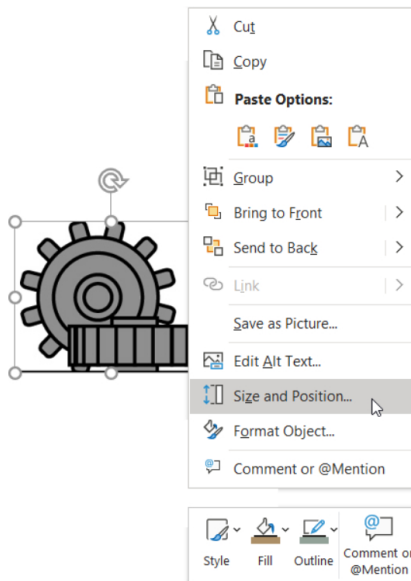 Cut
Copy
Paste Options:
Group
Bring to Front
Send to Back
Link
Save as Picture...
Edit Alt Text...
Size and Position...
Format Object...
Comment or @Mention
Style
Fill
Outline
Comment or
@Mention